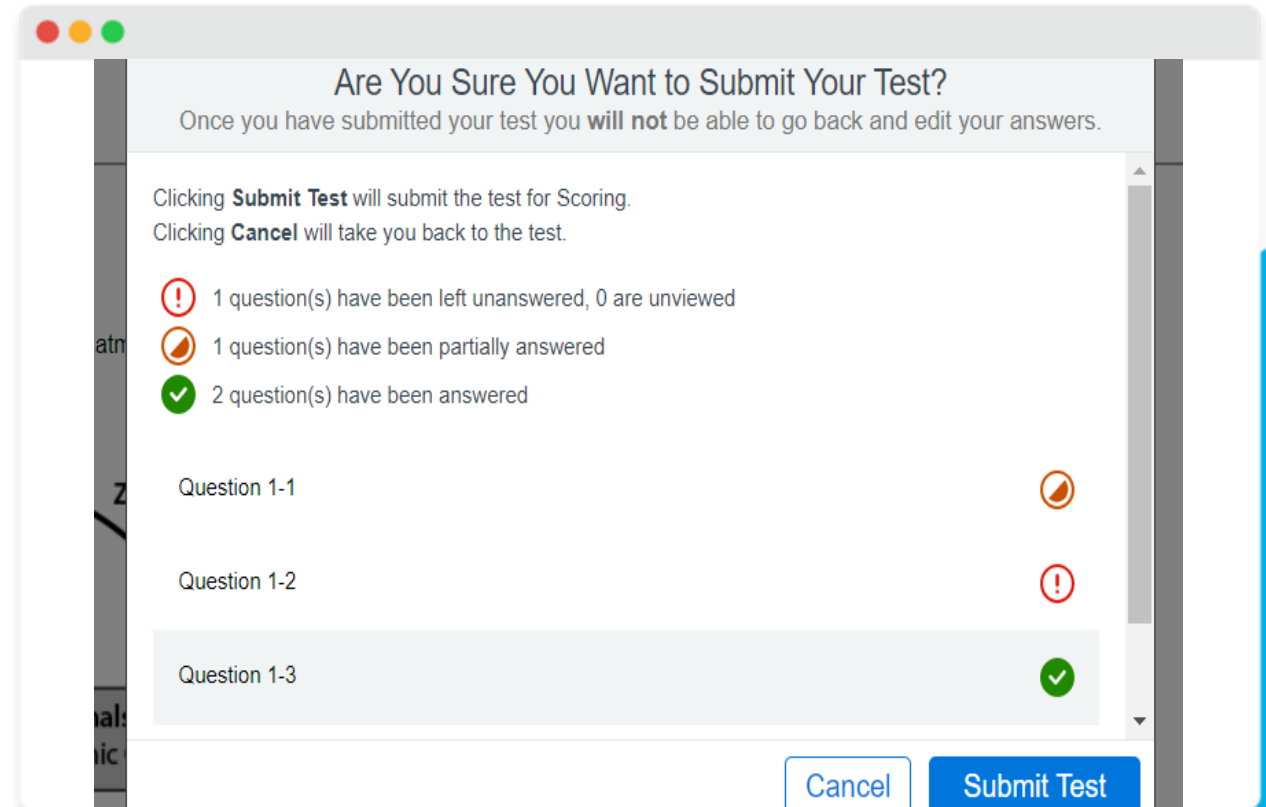 Are You Sure You Want to Submit Your Test?
Once you have submitted your test you will not be able to go back and edit your answers.
Clicking Submit Test will submit the test for Scoring.
Clicking Cancel will take you back to the test.
1 question(s) have been left unanswered, 0 are unviewed
1 question(s) have been partially answered
2 question(s) have been answered
Question 1-1
Question 1-2
Question 1-3
Cancel
Submit Test